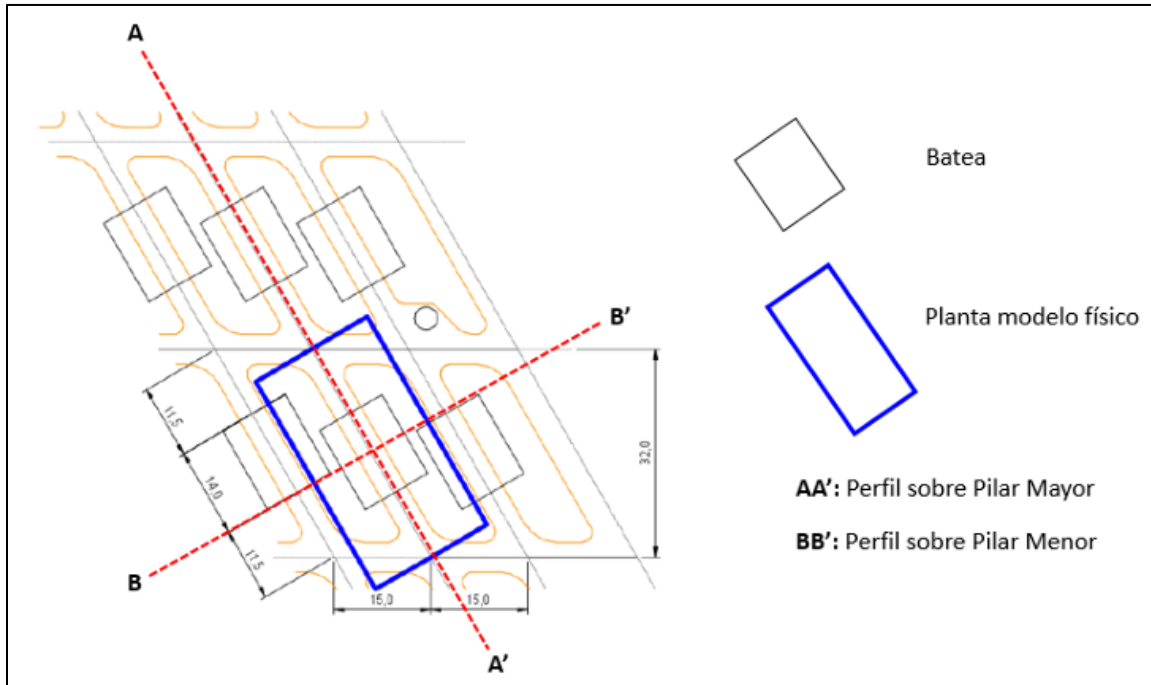 A
Batea
B'
Planta modelo físico
11,5
14,0
32,0
AA’: Perfil sobre Pilar Mayor
11,5
BB’: Perfil sobre Pilar Menor
B
15,0
15,0
A'